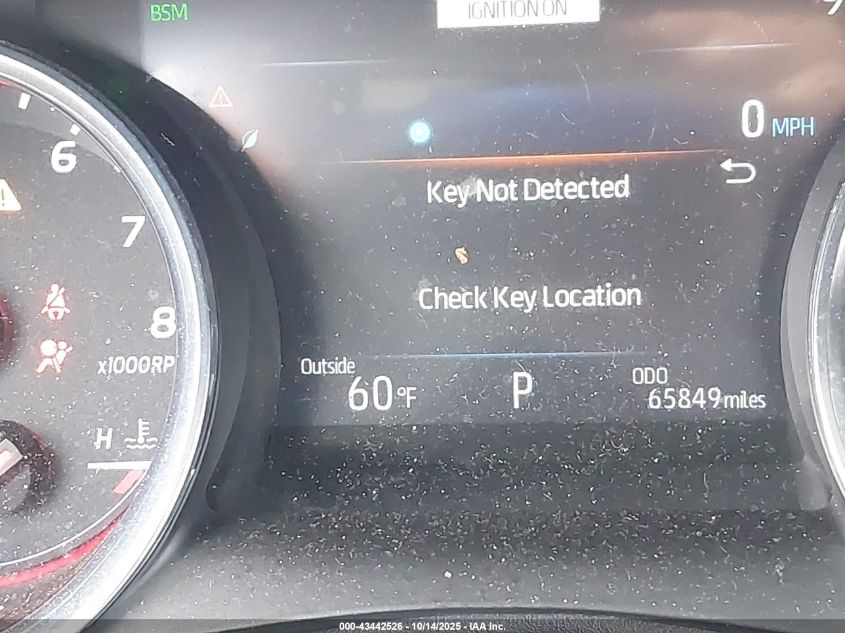 BSM
IGNITION ON
0 MPH
Key Not Detected
Check Key Location
6
7
8
x1000RP
H
Outside
60°F
P
ODO
65849 miles
000-43442526 - 10/14/2025 - IAA Inc.